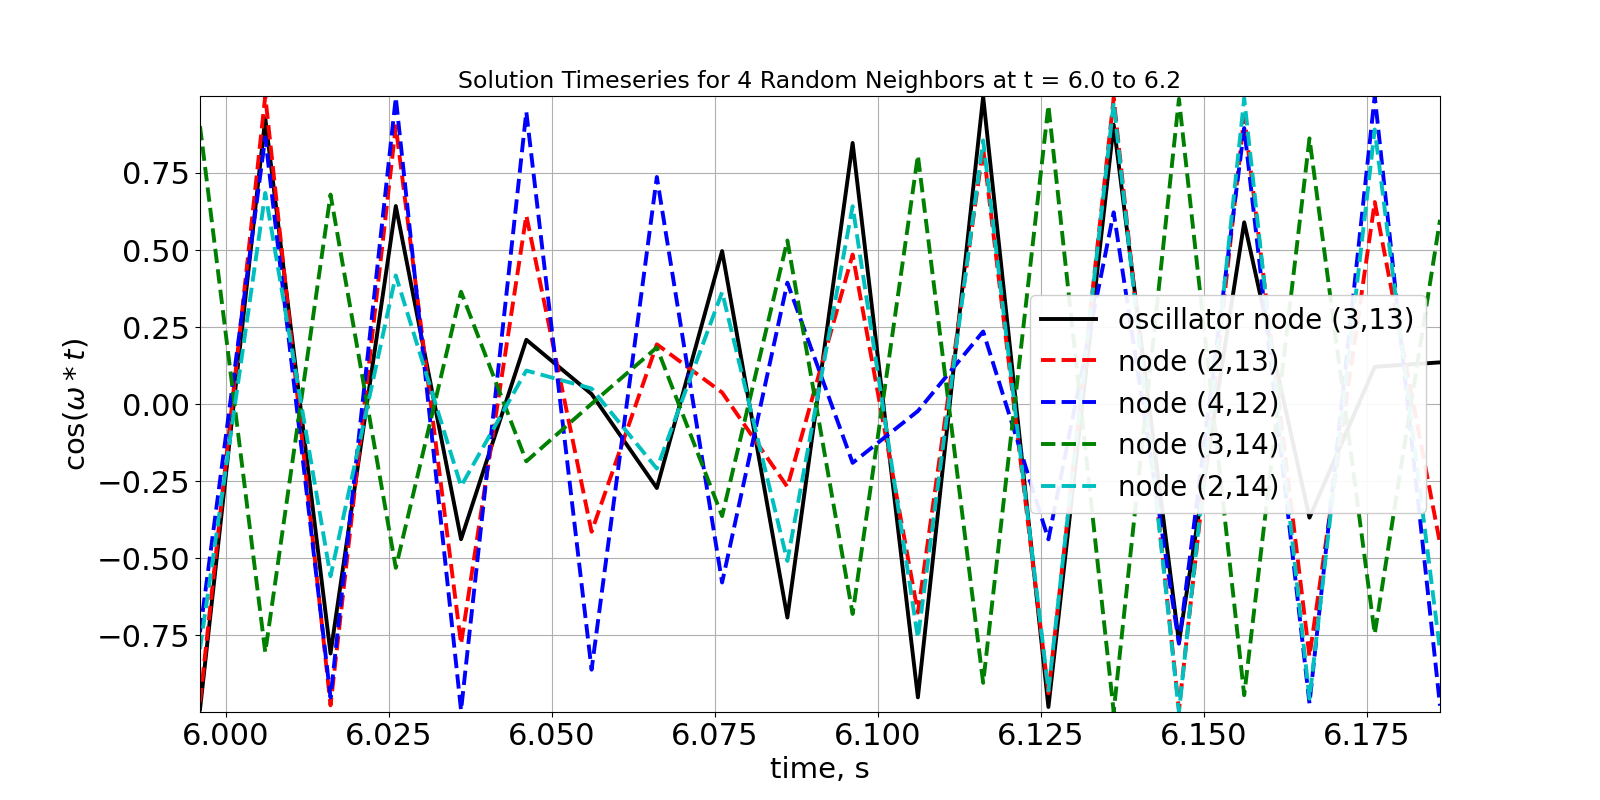 Solution Timeseries for 4 Random Neighbors at t = 6.0 to 6.2
cos(ω * t)
0.75
0.50
0.25
0.00
−0.25
−0.50
−0.75
oscillator node (3,13)
node (2,13)
node (4,12)
node (3,14)
node (2,14)
6.000 6.025 6.050 6.075 6.100 6.125 6.150 6.175
time, s